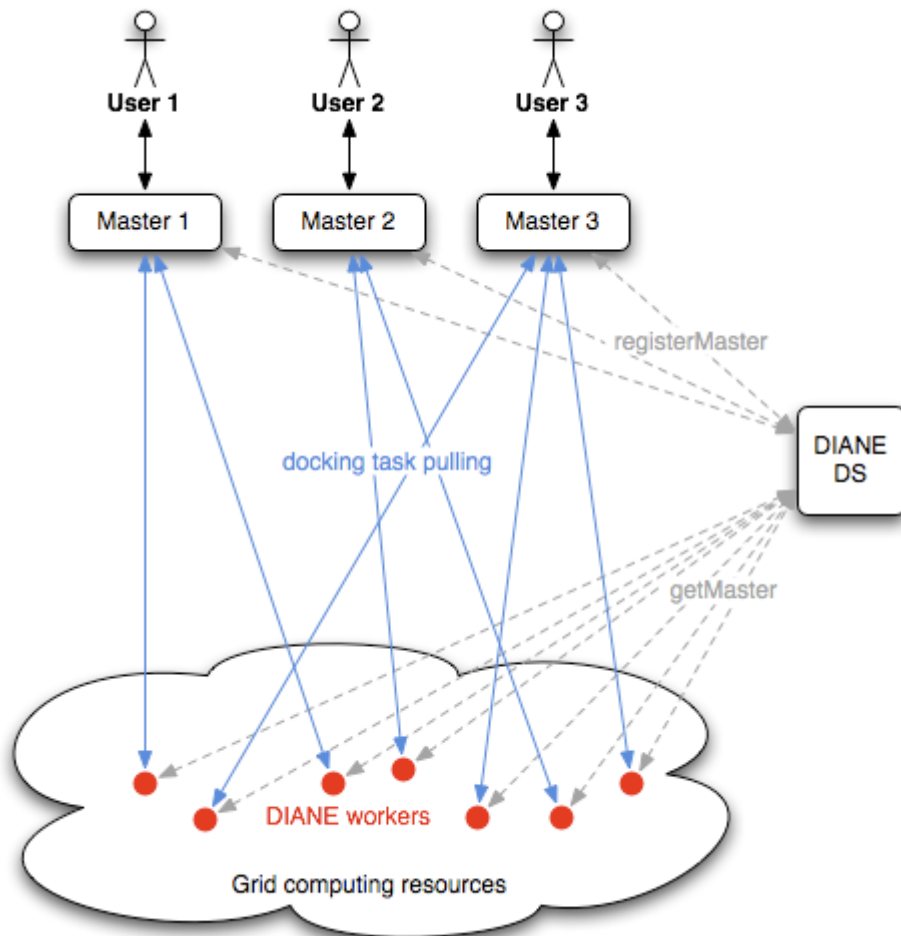 User 1
User 2
User 3
Master 1
Master 2
Master 3
registerMaster
DIANE
DS
docking task pulling
getMaster
DIANE workers
Grid computing resources